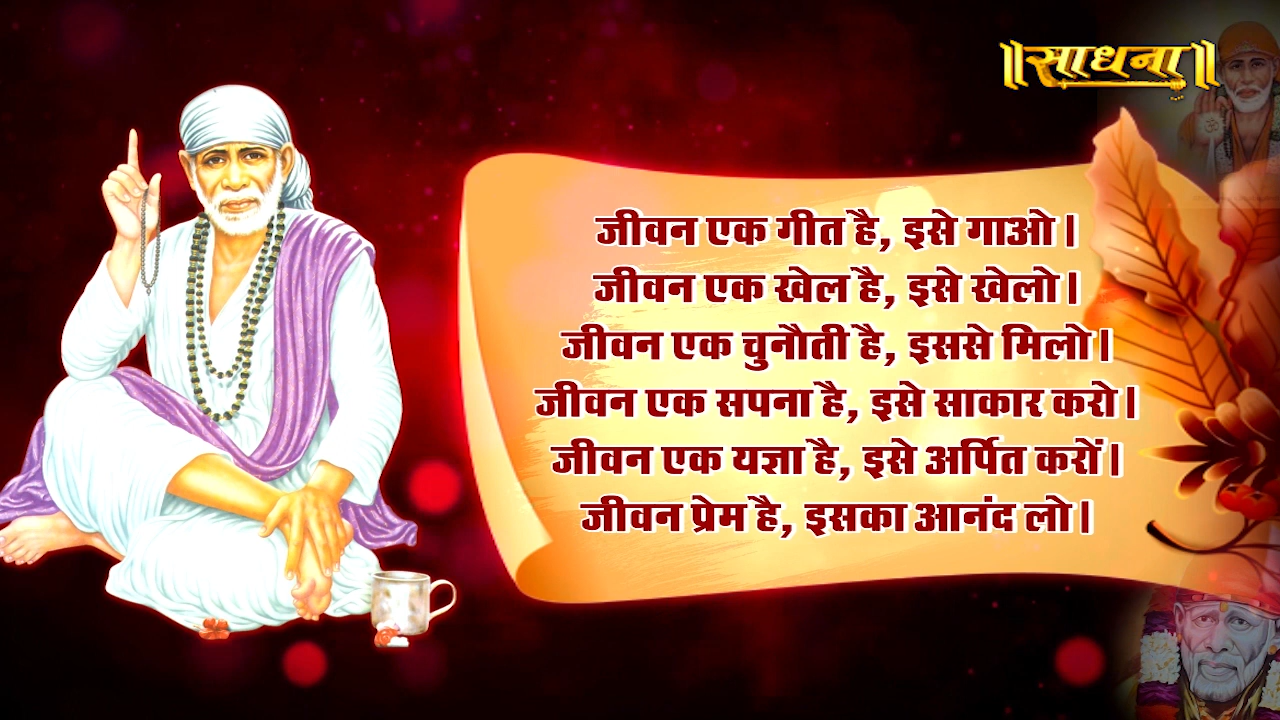 ॥साधना॥
जीवन एक गीत है, इसे गाओ।
जीवन एक खेल है, इसे खेलो।
जीवन एक चुनौती है, इससे मिलो।
जीवन एक सपना है, इसे साकार करो।
जीवन एक यज्ञा है, इसे अर्पित करों।
जीवन प्रेम है, इसका आनंद लो।